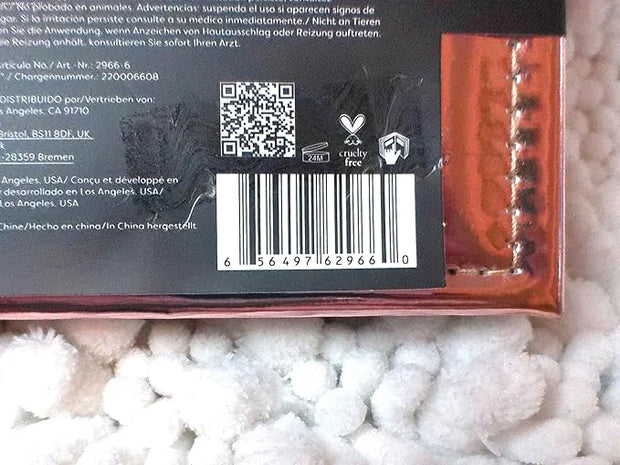 No probado en animales. Advertencias: suspenda el uso si aparecen signos de
gar. Si la irritación persiste consulte a su médico inmediatamente./ Nicht an Tieren
Sie die Anwendung, wenn Anzeichen von Hautausschlag oder Reizung auftreten.
ie Reizung anhält, konsultieren Sie sofort Ihren Arzt.
Artículo No./ Art.-Nr.: 2966-6
° / Chargennummer.: 220006608
DISTRIBUIDO por/Vertrieben von:
Angeles, CA 91710
Bristol, BS11 8DF, UK
-28359 Bremen
Angeles, USA/ Conçu et développé en
y desarrollado en Los Angeles, USA/
Los Angeles, USA
Chine/Hecho en china/In China hergestellt
24M
cruelty
free
6 56497 62966 0